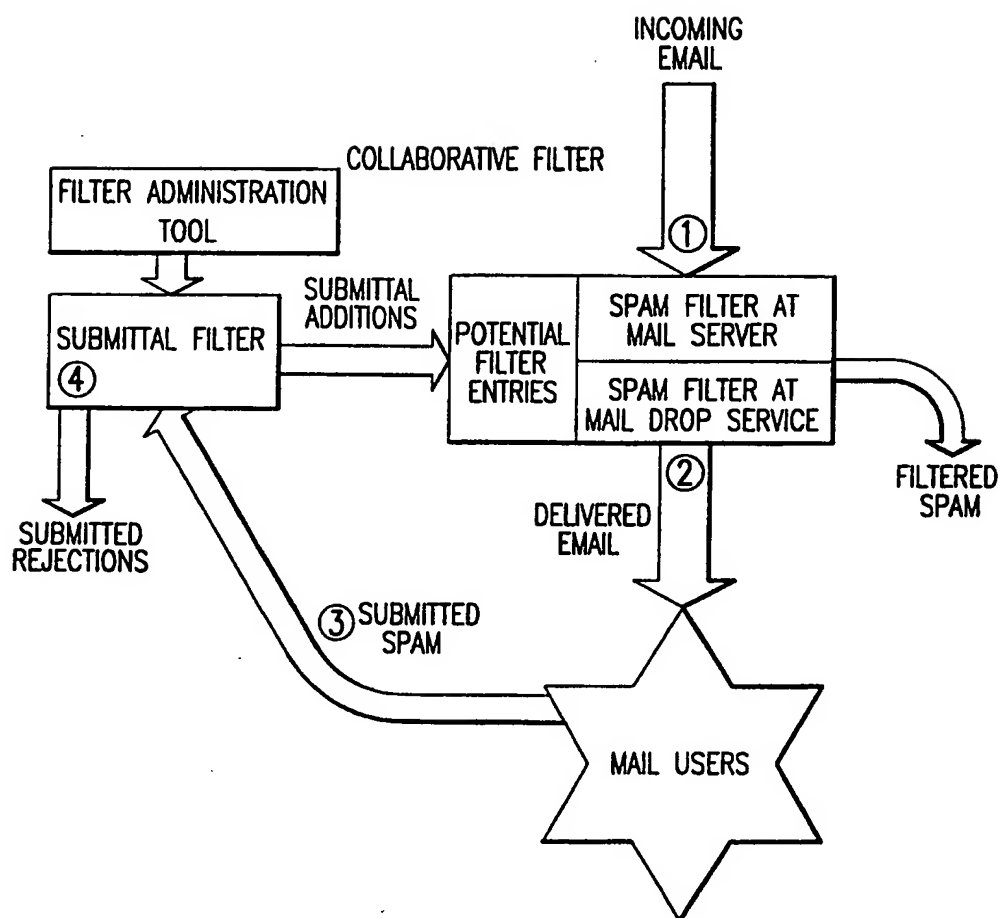 INCOMING
EMAIL
COLLABORATIVE FILTER
FILTER ADMINISTRATION
TOOL
①
SUBMITTAL
ADDITIONS
SUBMITTAL FILTER
④
POTENTIAL
FILTER
ENTRIES
SPAM FILTER AT
MAIL SERVER
SPAM FILTER AT
MAIL DROP SERVICE
②
FILTERED
SPAM
DELIVERED
EMAIL
SUBMITTED
REJECTIONS
③ SUBMITTED
SPAM
MAIL USERS